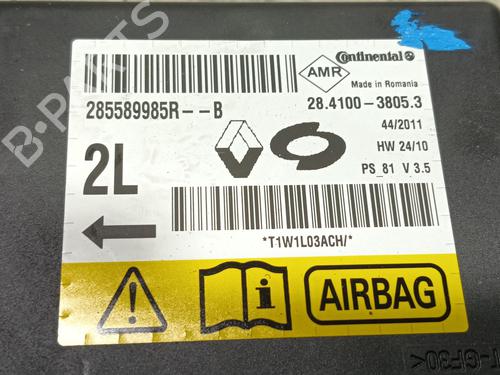 B-PARTS
Continental
AMR
Made in Romania
285589985R--B
28.4100-3805.3
44/2011
HW 24/10
PS_81 V 3.5
2L
*T1W1L03ACH/*
AIRBAG
-GF30<